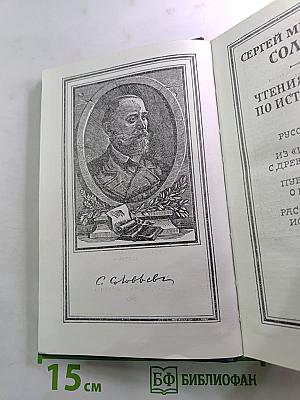 С. Соловьев
СЕРГЕЙ М
СОЛ
ЧТЕНИЯ
ПО ИСТ
РУСС
ИЗ «И
С ДРЕВ
ПУБ
О
РАС
ИС
15 см
БФ БИБЛИОФАН